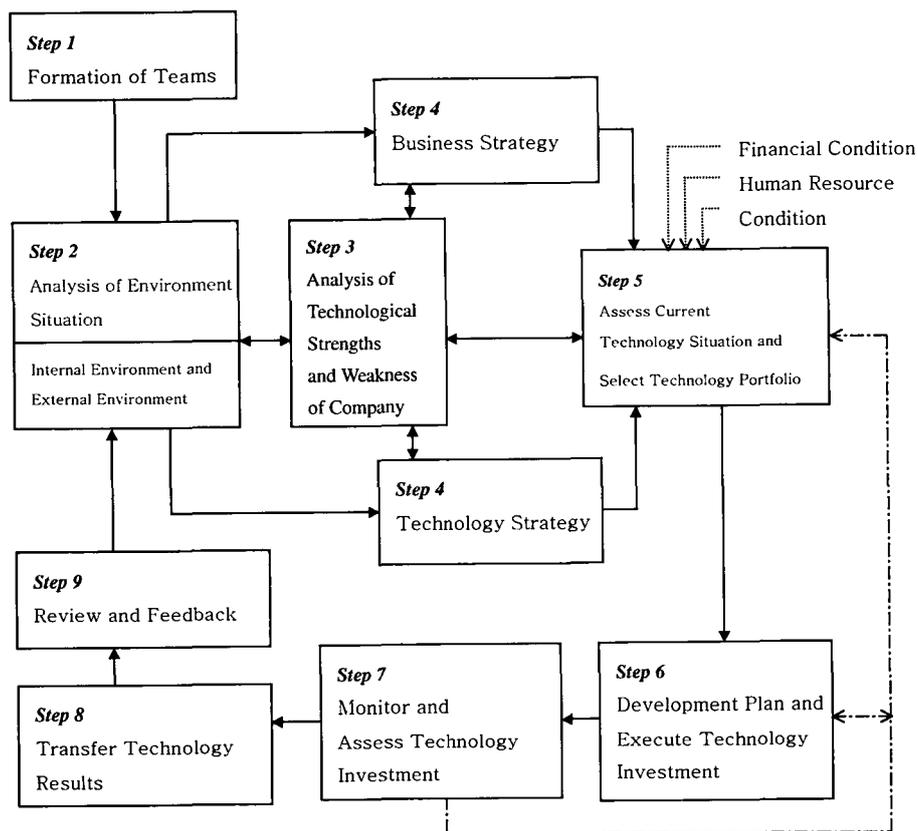 Step 1
Formation of Teams
Step 4
Business Strategy
Financial Condition
Human Resource
Condition
Step 2
Analysis of Environment
Situation
Internal Environment and
External Environment
Step 3
Analysis of
Technological
Strengths
and Weakness
of Company
Step 5
Assess Current
Technology Situation and
Select Technology Portfolio
Step 4
Technology Strategy
Step 9
Review and Feedback
Step 8
Transfer Technology
Results
Step 7
Monitor and
Assess Technology
Investment
Step 6
Development Plan and
Execute Technology
Investment